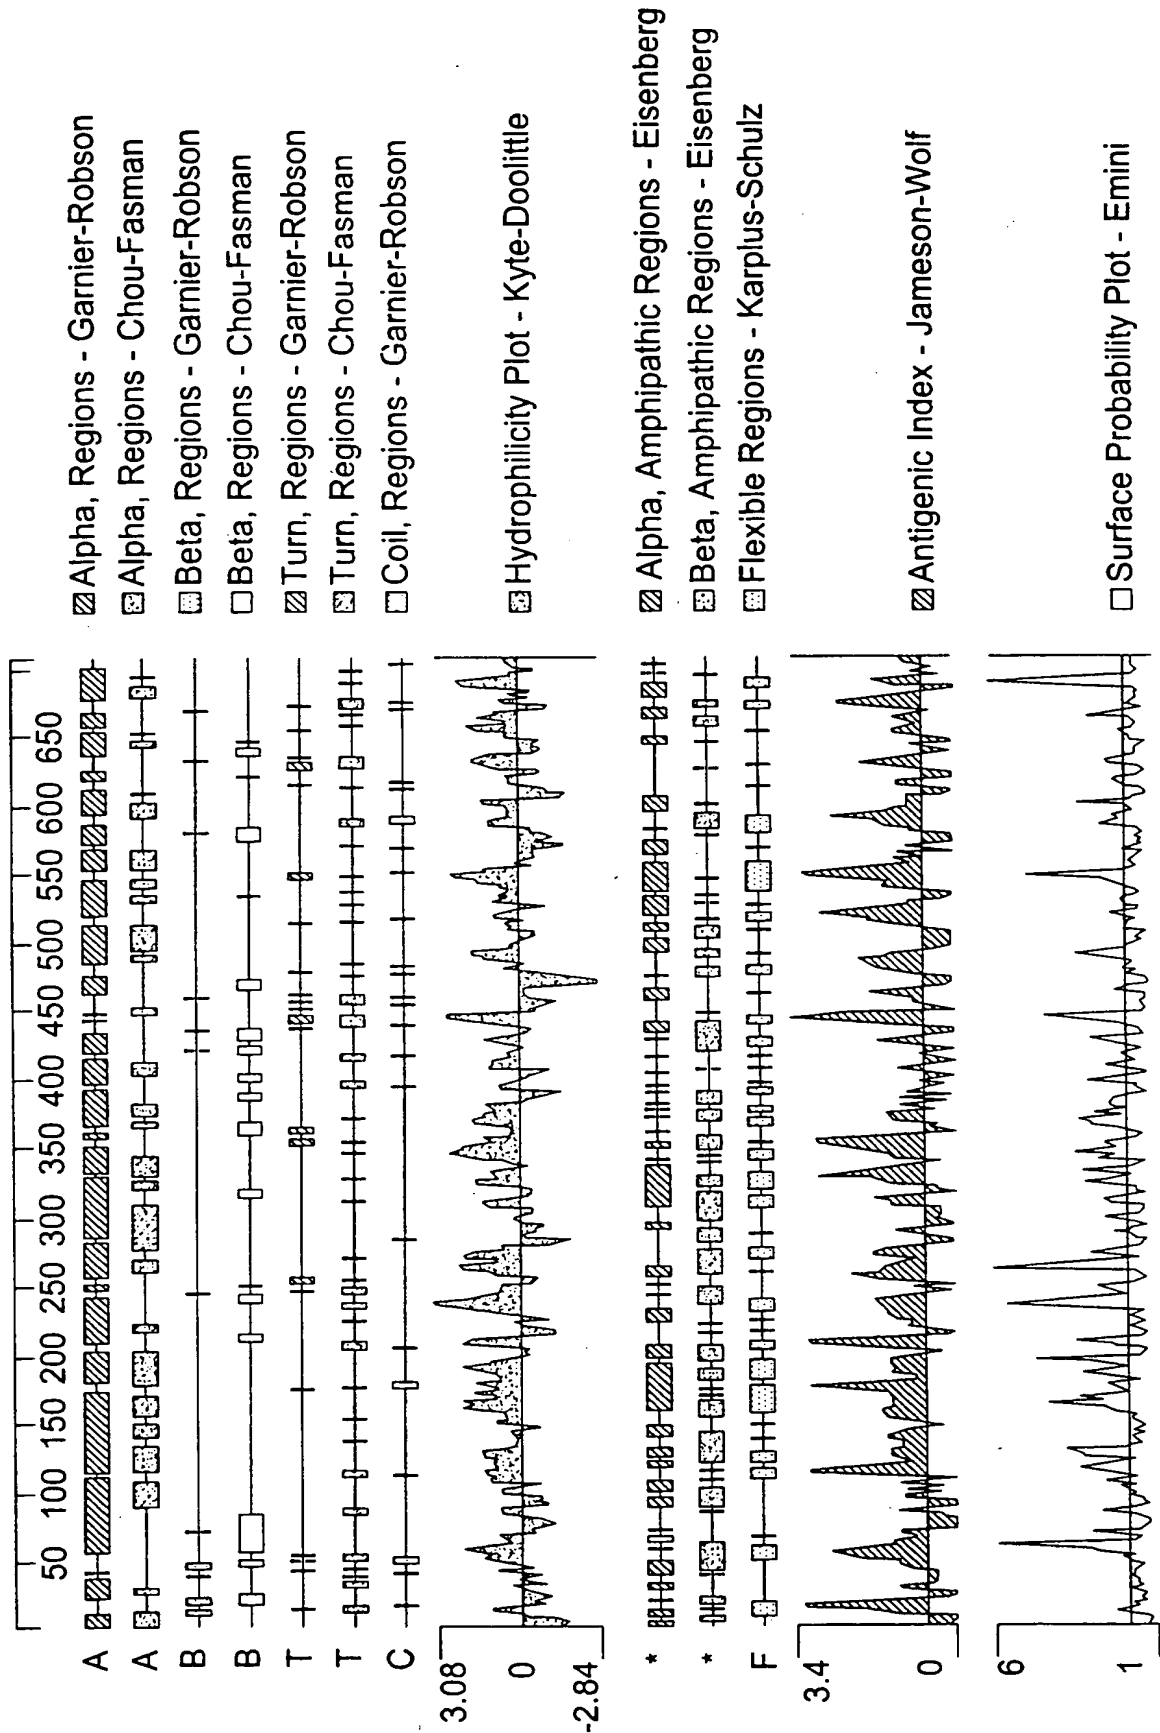 50 100 150 200 250 300 350 400 450 500 550 600 650
A Alpha, Regions - Garnier-Robson
A Alpha, Regions - Chou-Fasman
B Beta, Regions - Garnier-Robson
B Beta, Regions - Chou-Fasman
T Turn, Regions - Garnier-Robson
T Turn, Regions - Chou-Fasman
C Coil, Regions - Garnier-Robson
3.08
0 Hydrophilicity Plot - Kyte-Doolittle
-2.84
* Alpha, Amphipathic Regions - Eisenberg
* Beta, Amphipathic Regions - Eisenberg
F Flexible Regions - Karplus-Schulz
3.4
0 Antigenic Index - Jameson-Wolf
6
1 Surface Probability Plot - Emini